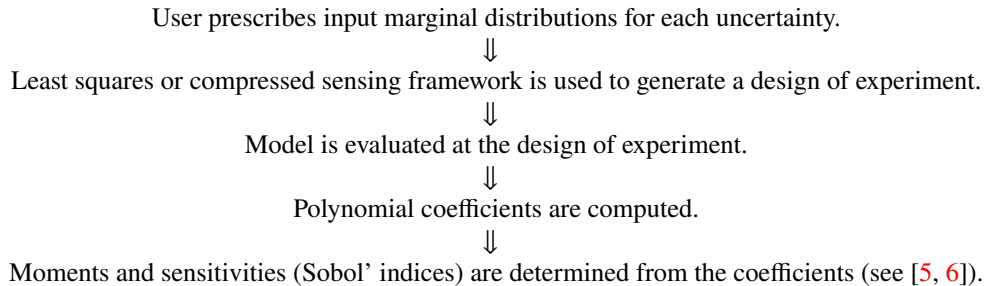 User prescribes input marginal distributions for each uncertainty.
⇓
Least squares or compressed sensing framework is used to generate a design of experiment.
⇓
Model is evaluated at the design of experiment.
⇓
Polynomial coefficients are computed.
⇓
Moments and sensitivities (Sobol' indices) are determined from the coefficients (see [5, 6]).